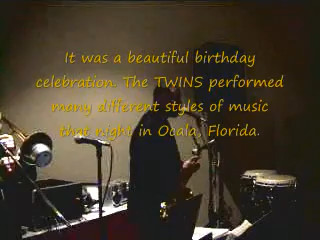 It was a beautiful birthday
celebration. The TWINS performed
many different styles of music
that night in Ocala, Florida.